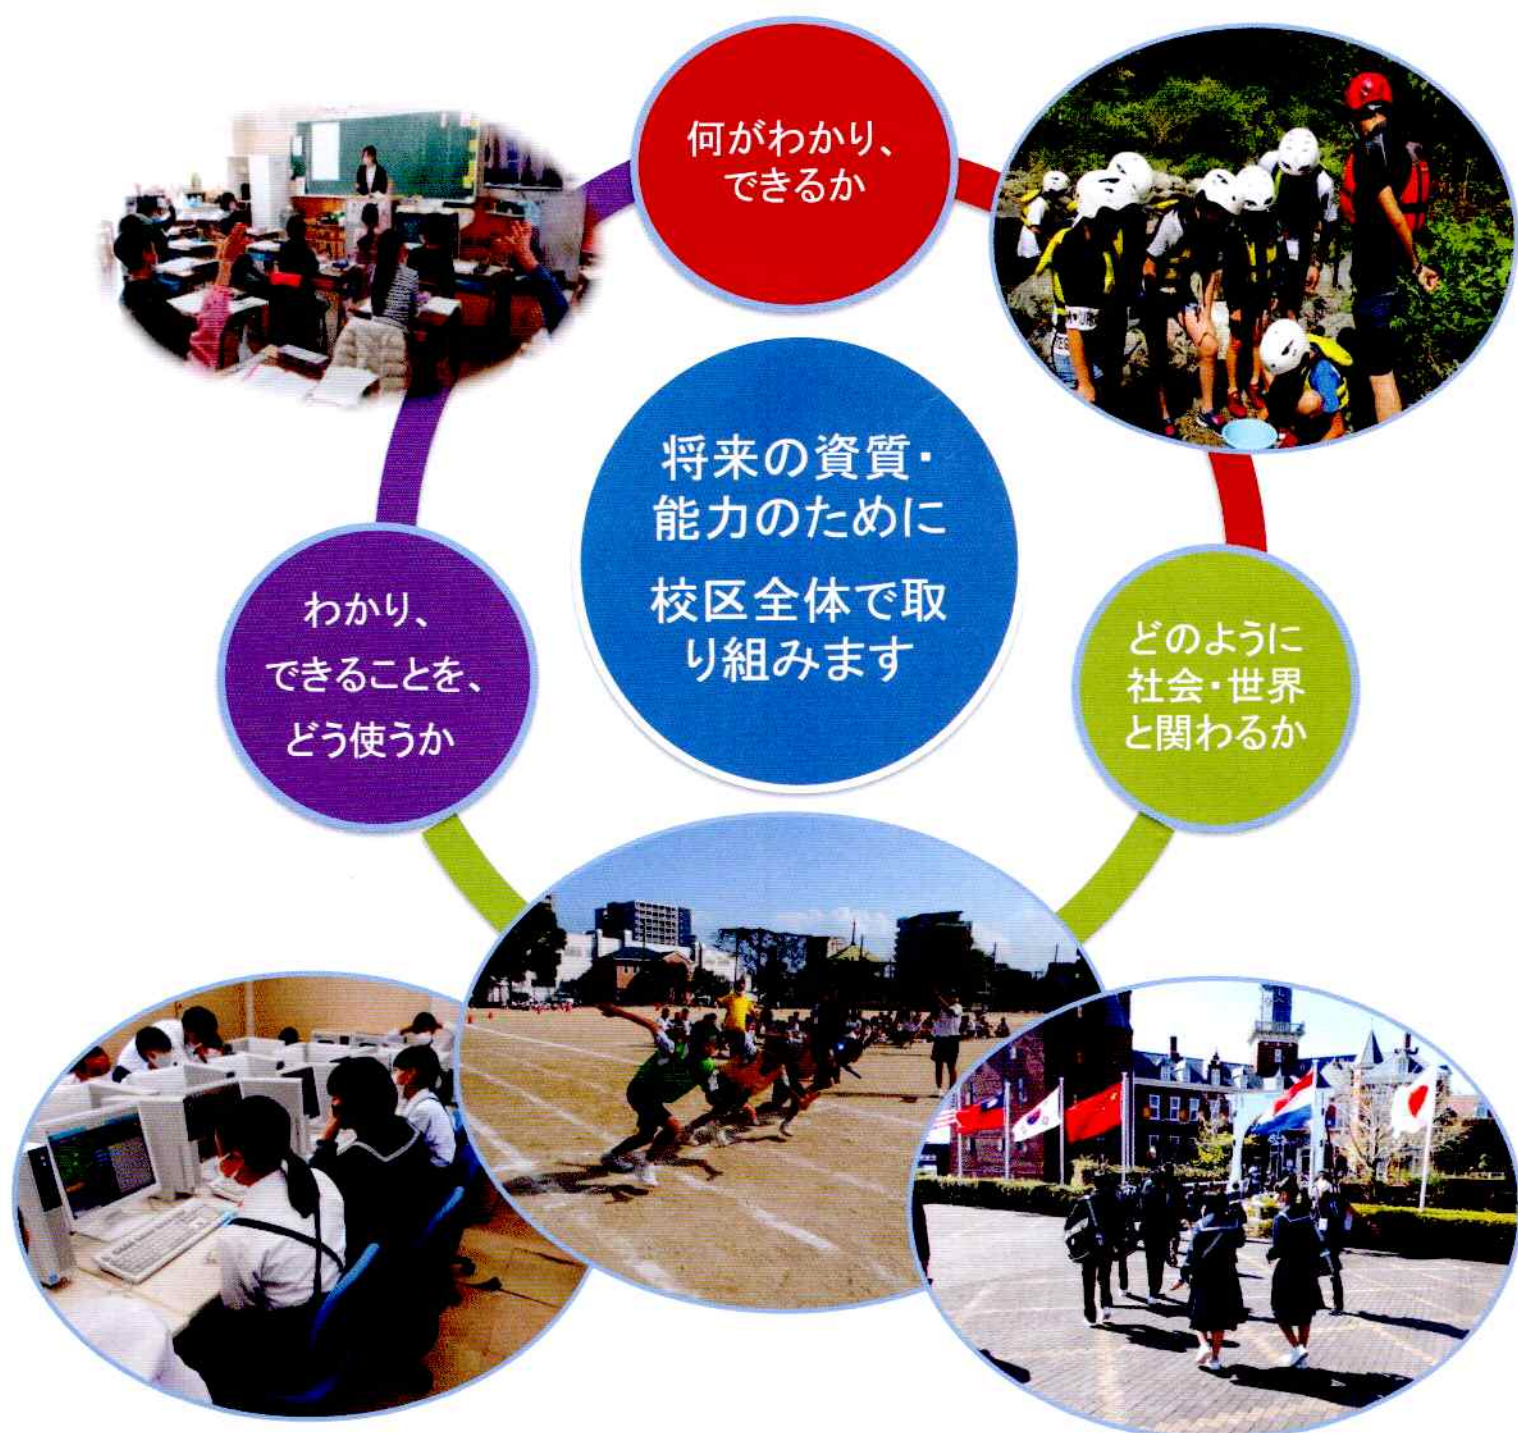 何がわかり、
できるか
将来の資質・
能力のために
校区全体で取
り組みます
わかり、
できることを、
どう使うか
どのように
社会・世界
と関わるか